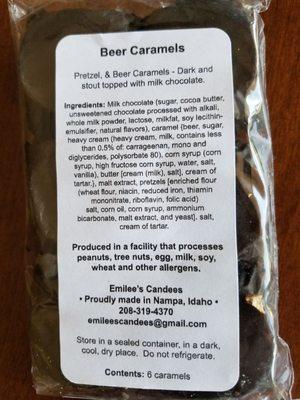 Beer Caramels
Pretzel, & Beer Caramels - Dark and
stout topped with milk chocolate.
Ingredients: Milk chocolate (sugar, cocoa butter,
unsweetened chocolate processed with alkali,
whole milk powder, lactose, milkfat, soy lecithin-
emulsifier, natural flavors), caramel (beer, sugar,
heavy cream (heavy cream, milk, contains less
than 0.5% of: carrageenan, mono and
diglycerides, polysorbate 80), corn syrup (corn
syrup, high fructose corn syrup, water, salt,
vanilla), butter [cream (milk), salt], cream of
tartar.}, malt extract, pretzels [enriched flour
(wheat flour, niacin, reduced iron, thiamin
mononitrate, riboflavin, folic acid)
salt, corn oil, corn syrup, ammonium
bicarbonate, malt extract, and yeast]. salt,
cream of tartar.
Produced in a facility that processes
peanuts, tree nuts, egg, milk, soy,
wheat and other allergens.
Emilee's Candees
• Proudly made in Nampa, Idaho •
208-319-4370
emileescandees@gmail.com
Store in a sealed container, in a dark,
cool, dry place. Do not refrigerate.
Contents: 6 caramels